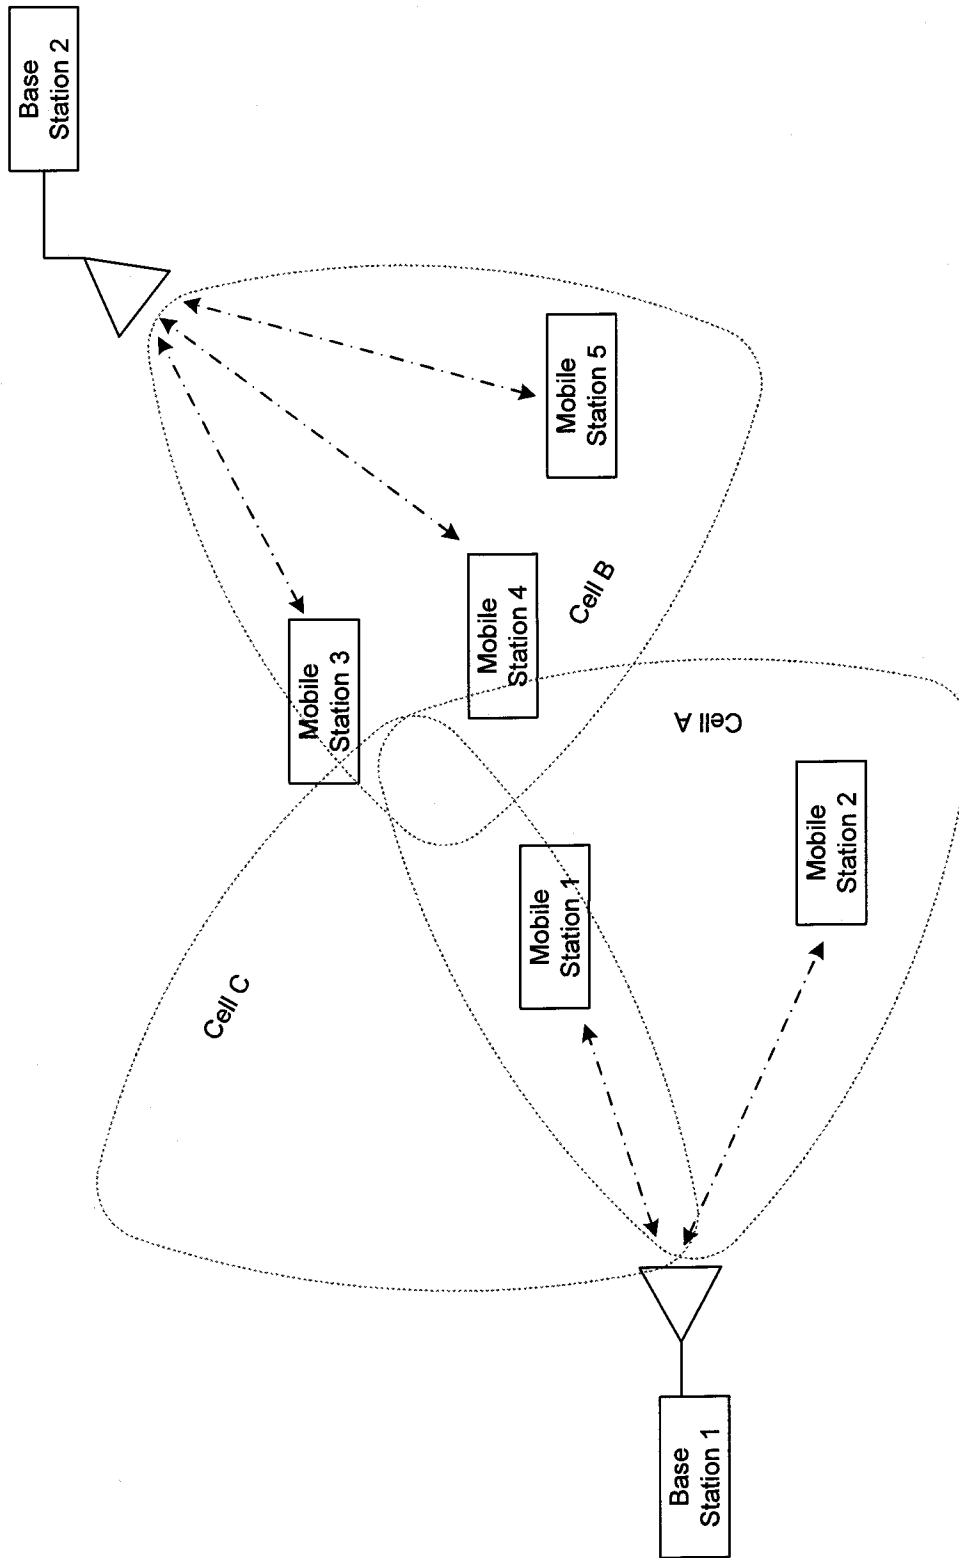 Base
Station 2
Mobile
Station 5
Mobile
Station 4
Cell B
Mobile
Station 3
Cell A
Mobile
Station 2
Mobile
Station 1
Cell C
Base
Station 1